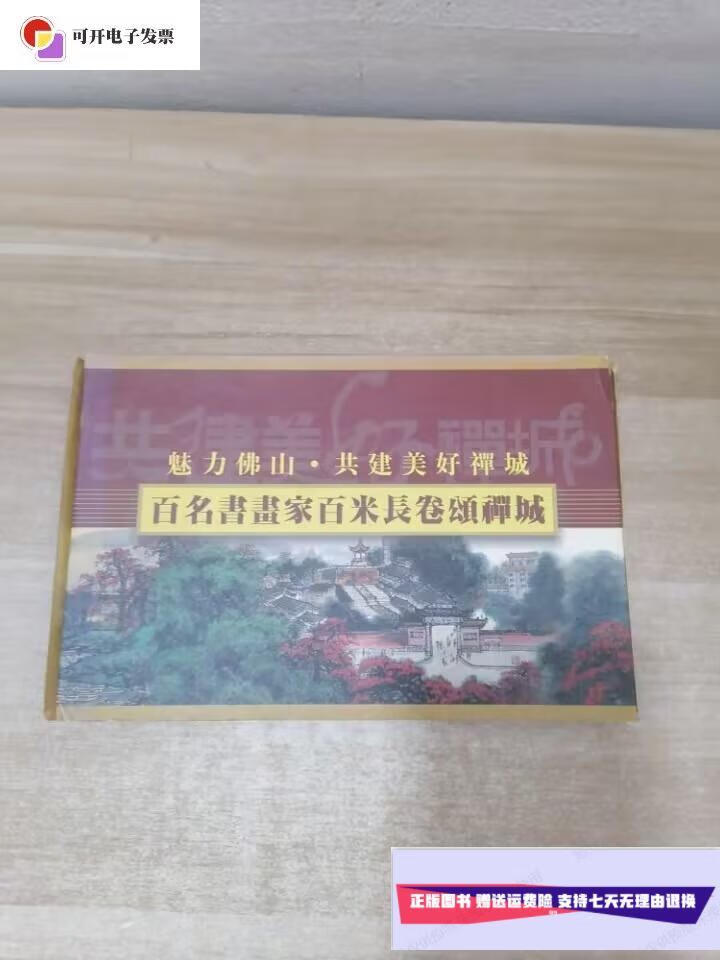 可开电子发票
共建美好禪城
魅力佛山·共建美好禪城
百名書畫家百米長卷頌禪城
正版图书 赠送运费险 支持七天无理由退换